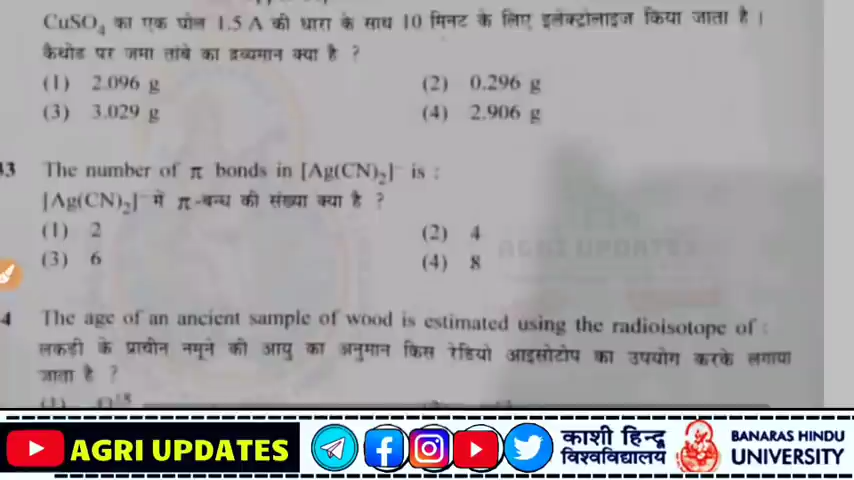 CuSO₄ का एक घोल 1.5 A की धारा के साथ 10 मिनट के लिए इलेक्ट्रोलाइज किया जाता है ।
कैथोड पर जमा तांबे का द्रव्यमान क्या है ?
(1) 2.096 g (2) 0.296 g
(3) 3.029 g (4) 2.906 g
13 The number of π bonds in [Ag(CN)₂]⁻ is :
[Ag(CN)₂]⁻ में π-बन्ध की संख्या क्या है ?
(1) 2 (2) 4
(3) 6 (4) 8
4 The age of an ancient sample of wood is estimated using the radioisotope of :
लकड़ी के प्राचीन नमूने की आयु का अनुमान किस रेडियो आइसोटोप का उपयोग करके लगाया
जाता है ?
AGRI UPDATES
काशी हिन्दू
विश्वविद्यालय
BANARAS HINDU
UNIVERSITY